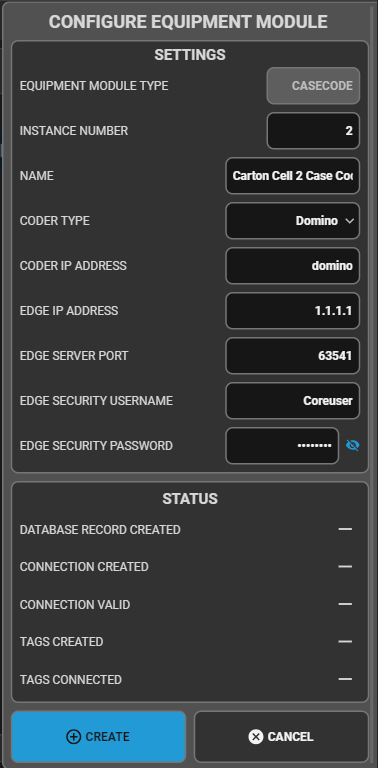 CONFIGURE EQUIPMENT MODULE
SETTINGS
EQUIPMENT MODULE TYPE CASECODE
INSTANCE NUMBER 2
NAME Carton Cell 2 Case
CODER TYPE Domino
CODER IP ADDRESS domino
EDGE IP ADDRESS 1.1.1.1
EDGE SERVER PORT 63541
EDGE SECURITY USERNAME Coreuser
EDGE SECURITY PASSWORD ••••••••
STATUS
DATABASE RECORD CREATED —
CONNECTION CREATED —
CONNECTION VALID —
TAGS CREATED —
TAGS CONNECTED —
CREATE CANCEL